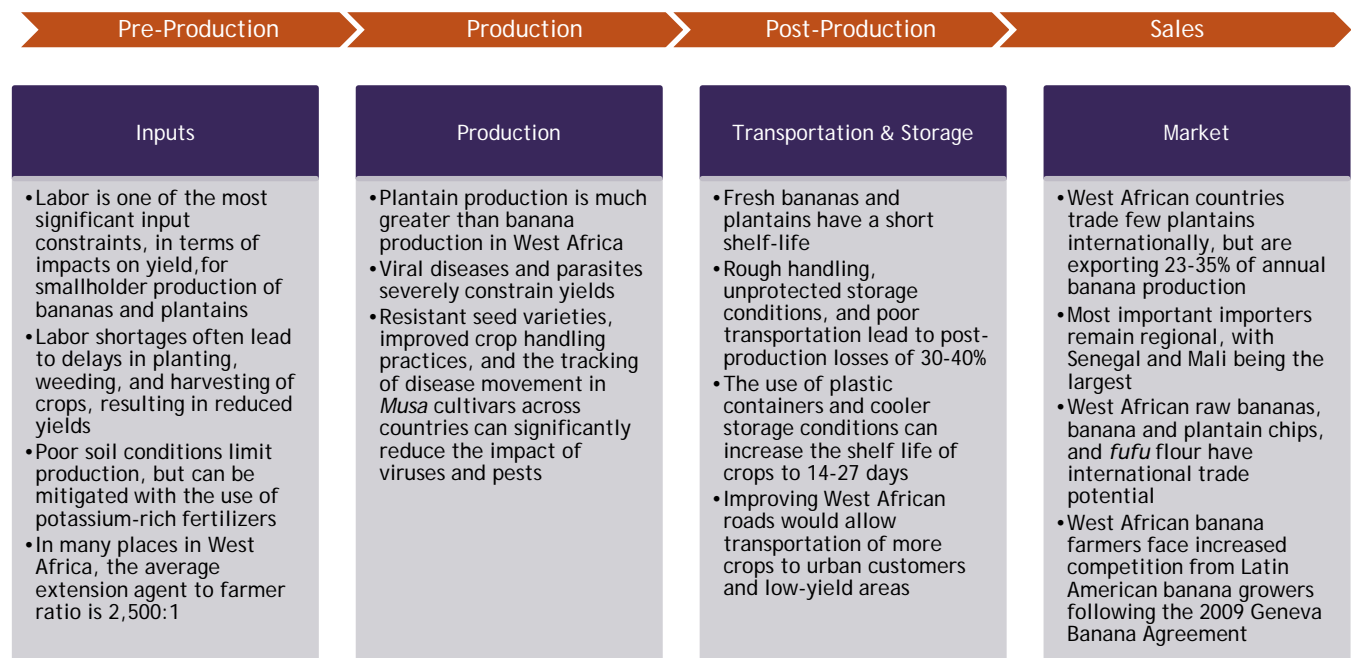 Pre-Production
Production
Post-Production
Sales
Inputs
•Labor is one of the most
significant input
constraints, in terms of
impacts on yield,for
smallholder production of
bananas and plantains
•Labor shortages often lead
to delays in planting,
weeding, and harvesting of
crops, resulting in reduced
yields
•Poor soil conditions limit
production, but can be
mitigated with the use of
potassium-rich fertilizers
•In many places in West
Africa, the average
extension agent to farmer
ratio is 2,500:1
Production
•Plantain production is much
greater than banana
production in West Africa
•Viral diseases and parasites
severely constrain yields
•Resistant seed varieties,
improved crop handling
practices, and the tracking
of disease movement in
Musa cultivars across
countries can significantly
reduce the impact of
viruses and pests
Transportation & Storage
•Fresh bananas and
plantains have a short
shelf-life
•Rough handling,
unprotected storage
conditions, and poor
transportation lead to post-
production losses of 30-40%
•The use of plastic
containers and cooler
storage conditions can
increase the shelf life of
crops to 14-27 days
•Improving West African
roads would allow
transportation of more
crops to urban customers
and low-yield areas
Market
•West African countries
trade few plantains
internationally, but are
exporting 23-35% of annual
banana production
•Most important importers
remain regional, with
Senegal and Mali being the
largest
•West African raw bananas,
banana and plantain chips,
and fufu flour have
international trade
potential
•West African banana
farmers face increased
competition from Latin
American banana growers
following the 2009 Geneva
Banana Agreement